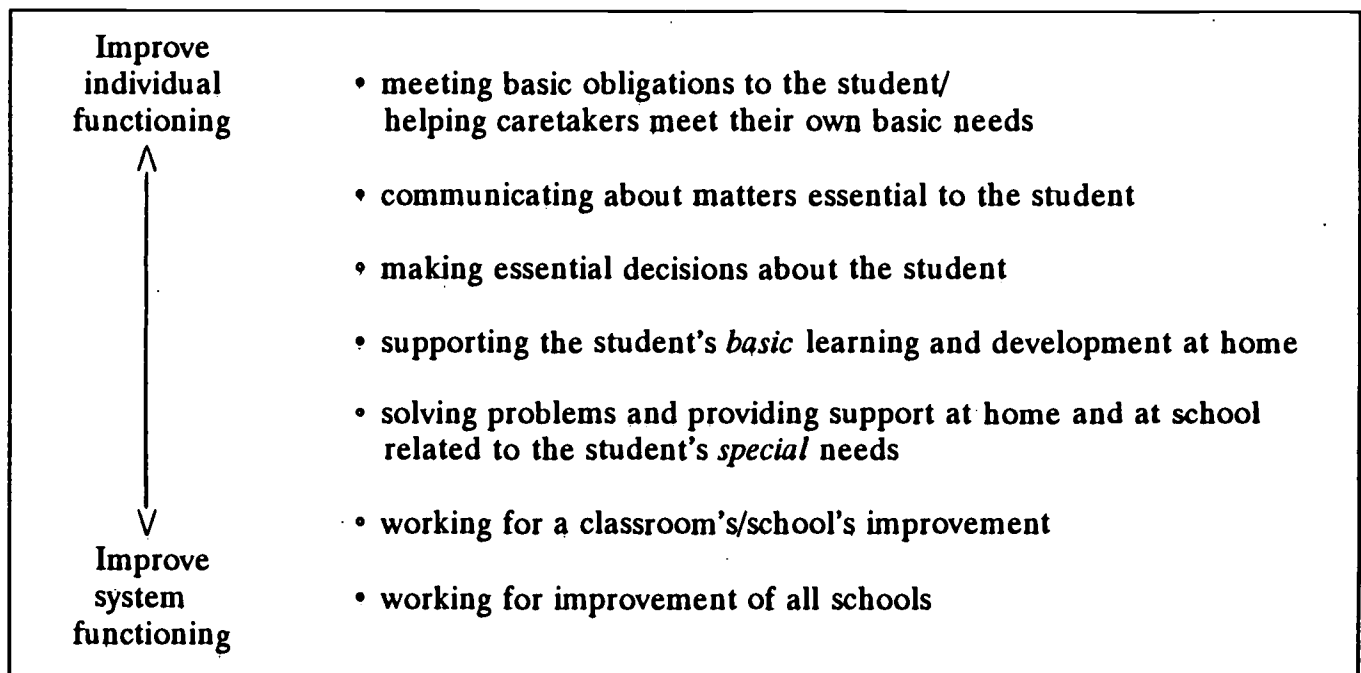 Improve
individual
functioning
• meeting basic obligations to the student/
helping caretakers meet their own basic needs
• communicating about matters essential to the student
• making essential decisions about the student
• supporting the student's basic learning and development at home
• solving problems and providing support at home and at school
related to the student's special needs
• working for a classroom's/school's improvement
Improve
system
functioning
• working for improvement of all schools